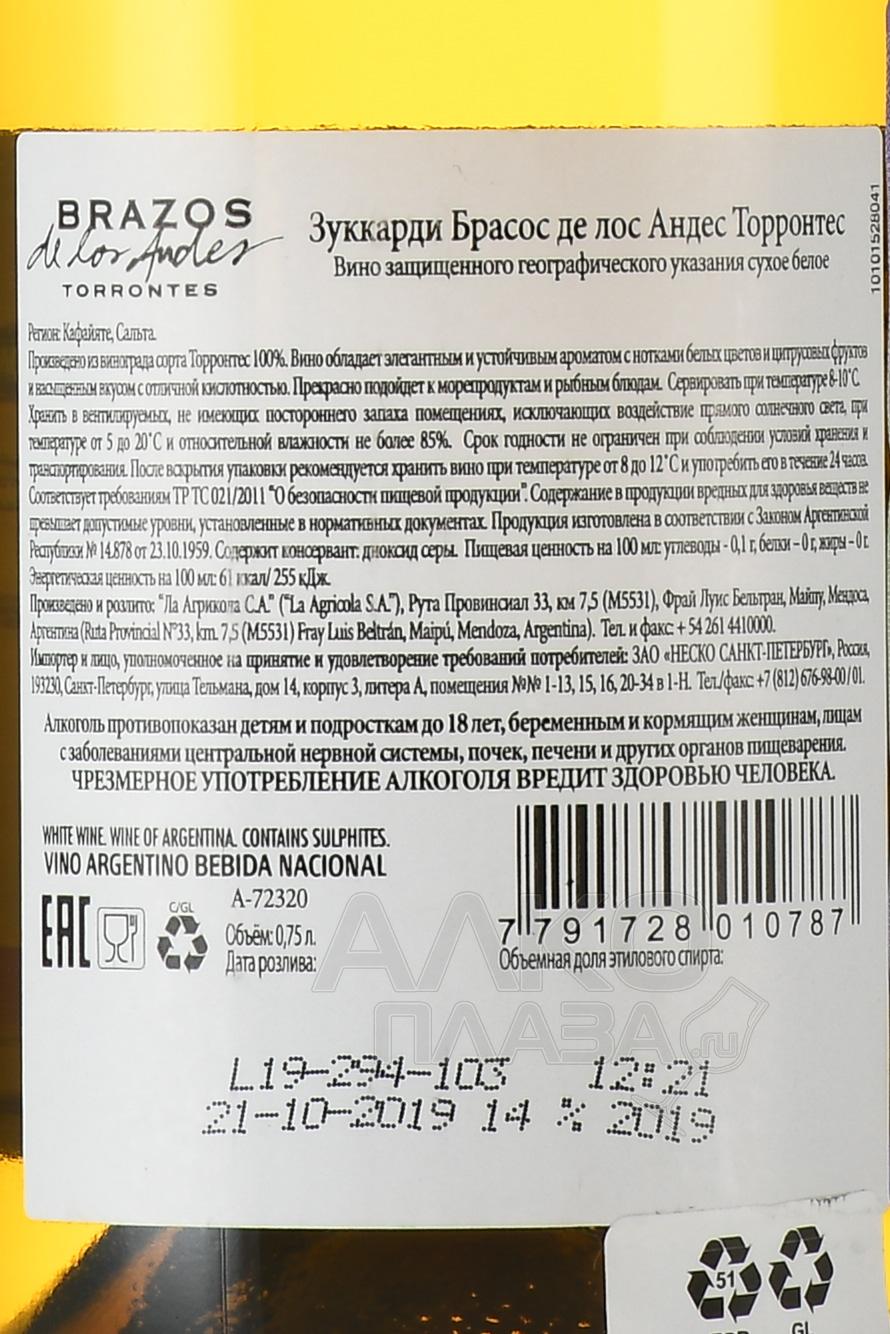 BRAZOS
de los Andes
TORRONTES
Зуккарди Брасос де лос Андес Торронтес
Вино защищенного географического указания сухое белое
10101528041
Регион: Кафайяте, Сальта.
Произведено из винограда сорта Торронтес 100%. Вино обладает элегантным и устойчивым ароматом с нотками белых цветов и цитрусовых фруктов
и насыщенным вкусом с отличной кислотностью. Прекрасно подойдет к морепродуктам и рыбным блюдам. Сервировать при температуре 8-10˚С.
Хранить в вентилируемых, не имеющих постороннего запаха помещениях, исключающих воздействие прямого солнечного света, при
температуре от 5 до 20˚С и относительной влажности не более 85%. Срок годности не ограничен при соблюдении условий хранения и
транспортирования. После вскрытия упаковки рекомендуется хранить вино при температуре от 8 до 12˚С и употребить его в течение 24 часов.
Соответствует требованиям ТР ТС 021/2011 "О безопасности пищевой продукции". Содержание в продукции вредных для здоровья веществ не
превышает допустимые уровни, установленные в нормативных документах. Продукция изготовлена в соответствии с Законом Аргентинской
Республики № 14.878 от 23.10.1959. Содержит консервант: диоксид серы. Пищевая ценность на 100 мл: углеводы - 0,1 г, белки – 0 г, жиры – 0 г.
Энергетическая ценность на 100 мл: 61 ккал/ 255 кДж.
Произведено и розлито: "Ла Агрикола С.А." ("La Agricola S.A."), Рута Провинсиал 33, км 7,5 (М5531), Фрай Луис Бельтран, Майпу, Мендоса,
Аргентина (Ruta Provincial N°33, km. 7,5 (M5531) Fray Luis Beltrán, Maipú, Mendoza, Argentina). Тел. и факс: + 54 261 4410000.
Импортер и лицо, уполномоченное на принятие и удовлетворение требований потребителей: ЗАО «НЕСКО САНКТ-ПЕТЕРБУРГ», Россия,
193230, Санкт-Петербург, улица Тельмана, дом 14, корпус 3, литера А, помещения №№ 1-13, 15, 16, 20-34 в 1-Н. Тел./факс: +7 (812) 676-98-00/01.
Алкоголь противопоказан детям и подросткам до 18 лет, беременным и кормящим женщинам, лицам
с заболеваниями центральной нервной системы, почек, печени и других органов пищеварения.
ЧРЕЗМЕРНОЕ УПОТРЕБЛЕНИЕ АЛКОГОЛЯ ВРЕДИТ ЗДОРОВЬЮ ЧЕЛОВЕКА.
WHITE WINE. WINE OF ARGENTINA. CONTAINS SULPHITES.
VINO ARGENTINO BEBIDA NACIONAL
A-72320
EAC
C/GL
Объём: 0,75 л.
Дата розлива:
7 791728 010787
Объемная доля этилового спирта:
АЛКО
ПЛАЗА.ru
L19-294-103 12:21
21-10-2019 14 % 2019
51
GL